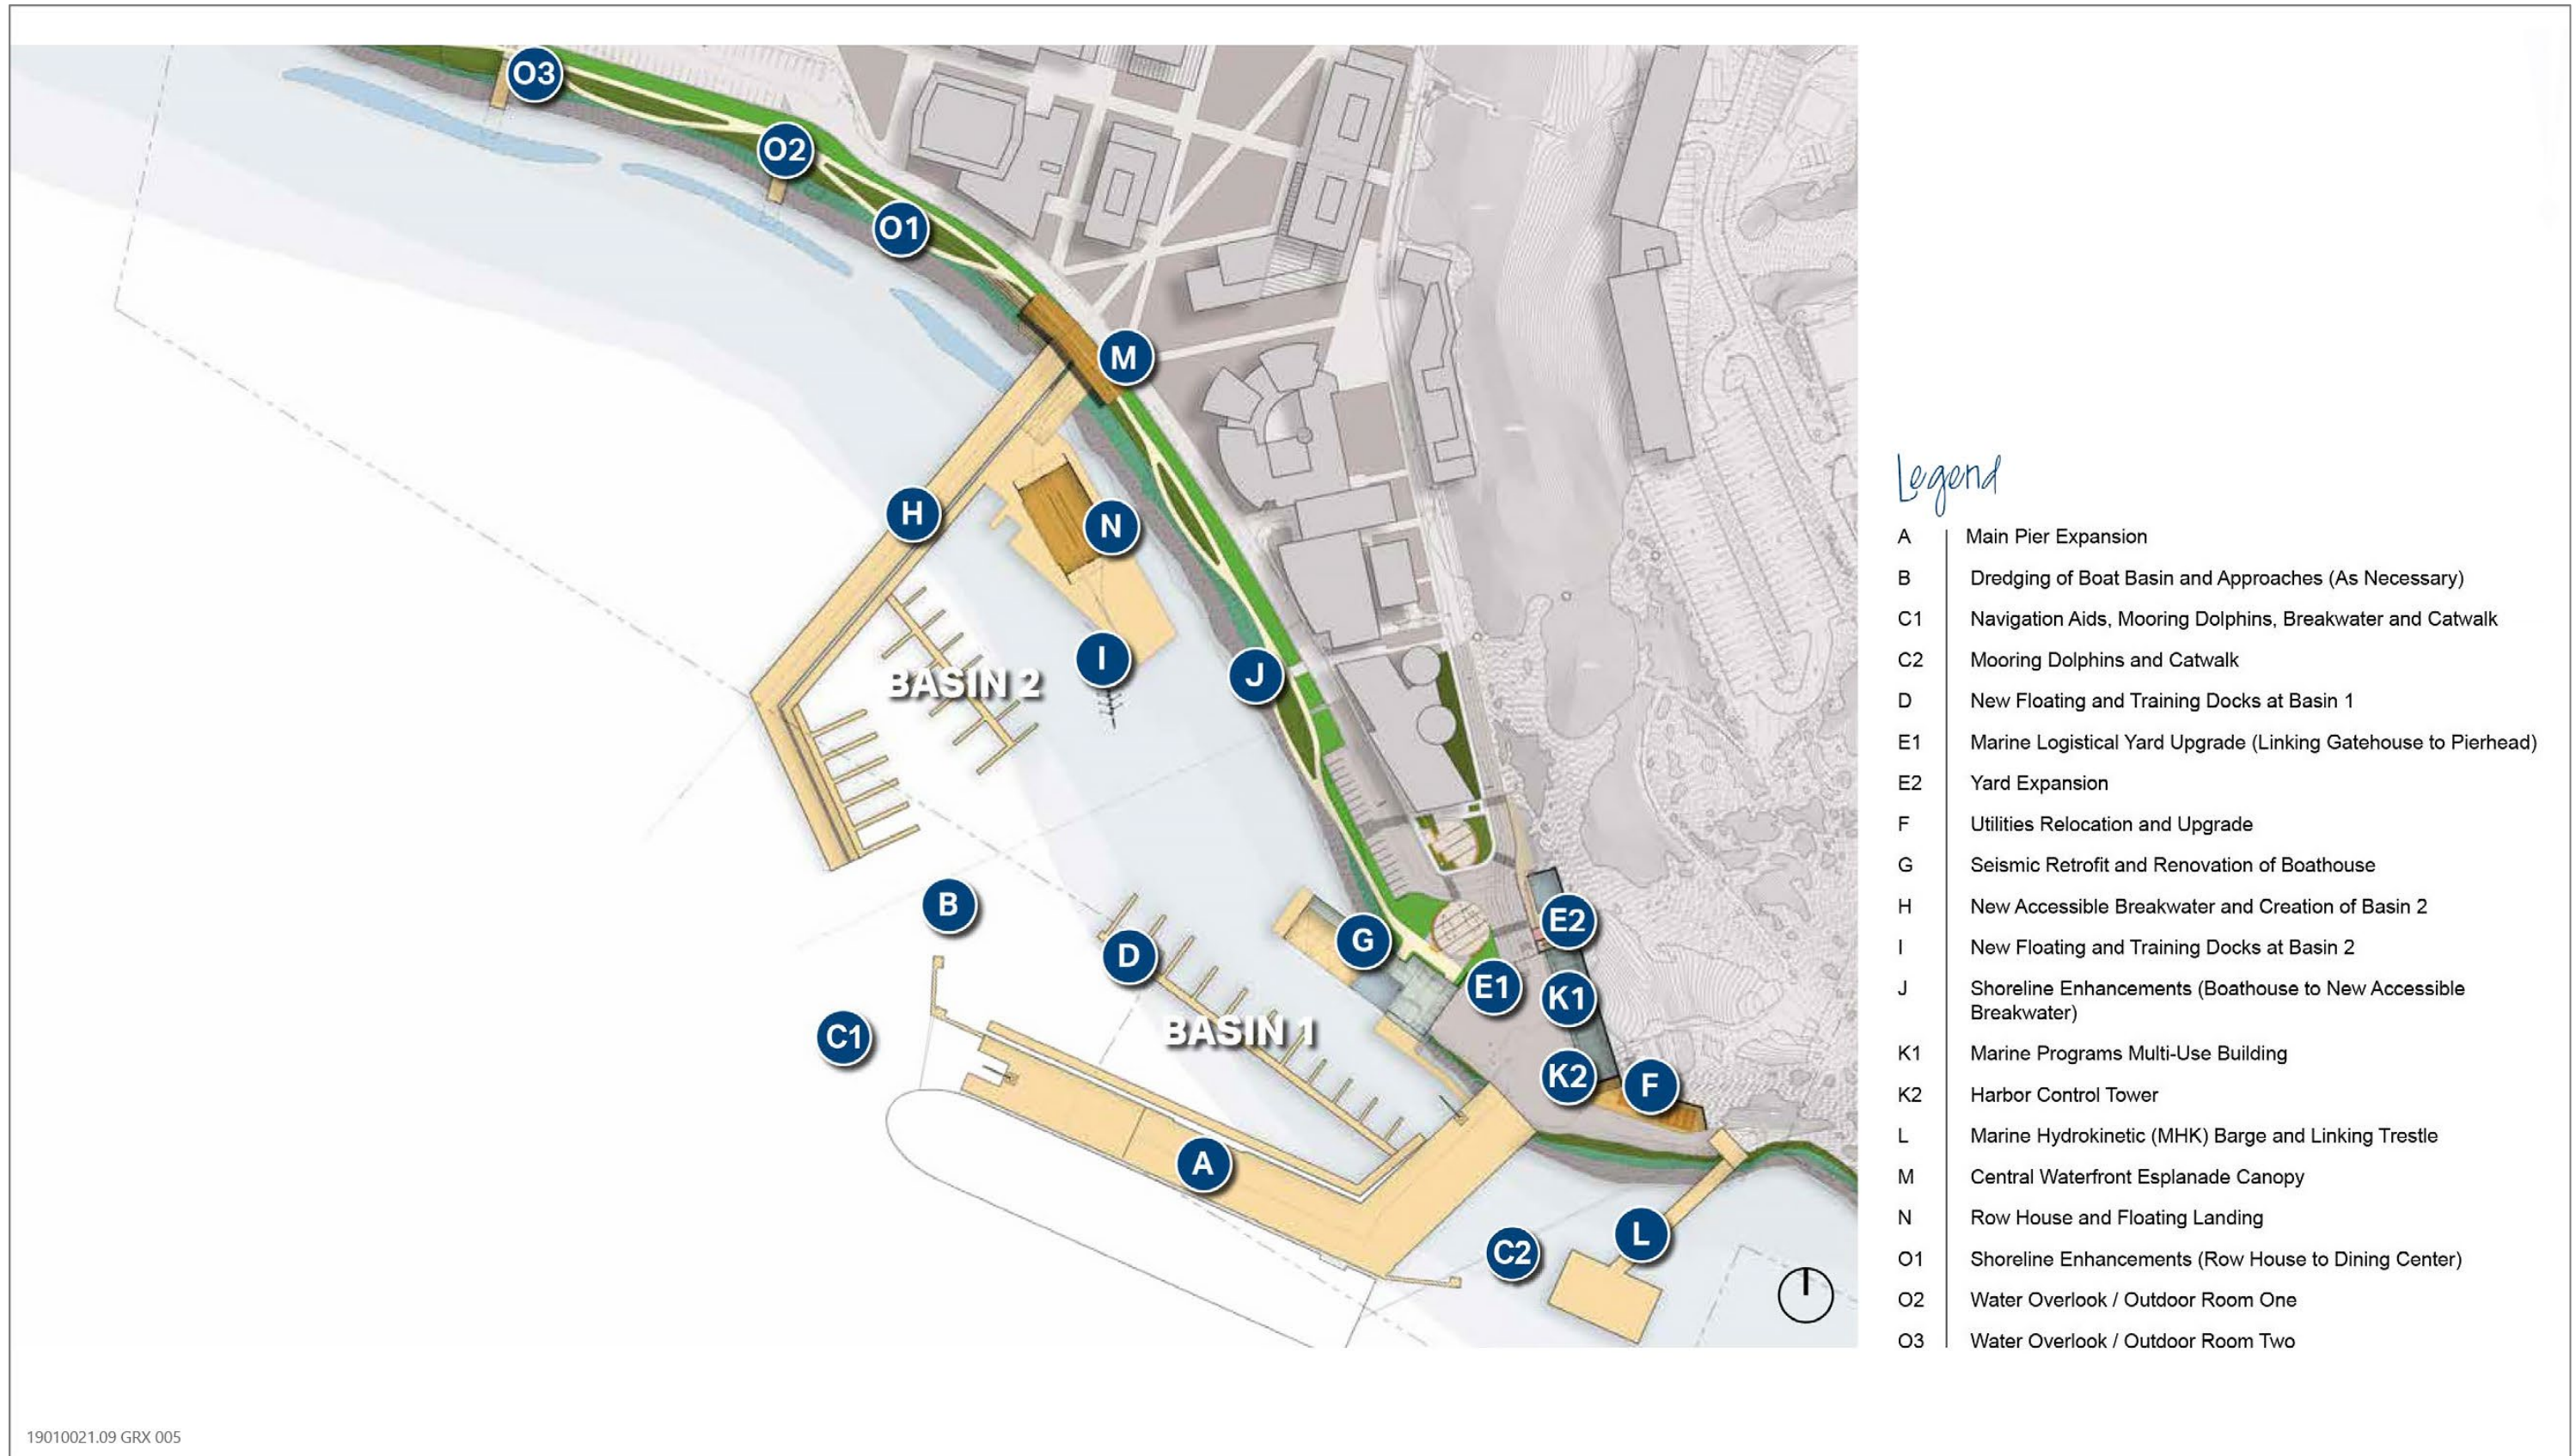 O3
O2
O1
M
H
N
I
J
BASIN 2
B
D
G
E2
E1
K1
BASIN 1
C1
K2
F
A
L
C2
Legend
A Main Pier Expansion
B Dredging of Boat Basin and Approaches (As Necessary)
C1 Navigation Aids, Mooring Dolphins, Breakwater and Catwalk
C2 Mooring Dolphins and Catwalk
D New Floating and Training Docks at Basin 1
E1 Marine Logistical Yard Upgrade (Linking Gatehouse to Pierhead)
E2 Yard Expansion
F Utilities Relocation and Upgrade
G Seismic Retrofit and Renovation of Boathouse
H New Accessible Breakwater and Creation of Basin 2
I New Floating and Training Docks at Basin 2
J Shoreline Enhancements (Boathouse to New Accessible
Breakwater)
K1 Marine Programs Multi-Use Building
K2 Harbor Control Tower
L Marine Hydrokinetic (MHK) Barge and Linking Trestle
M Central Waterfront Esplanade Canopy
N Row House and Floating Landing
O1 Shoreline Enhancements (Row House to Dining Center)
O2 Water Overlook / Outdoor Room One
O3 Water Overlook / Outdoor Room Two
19010021.09 GRX 005